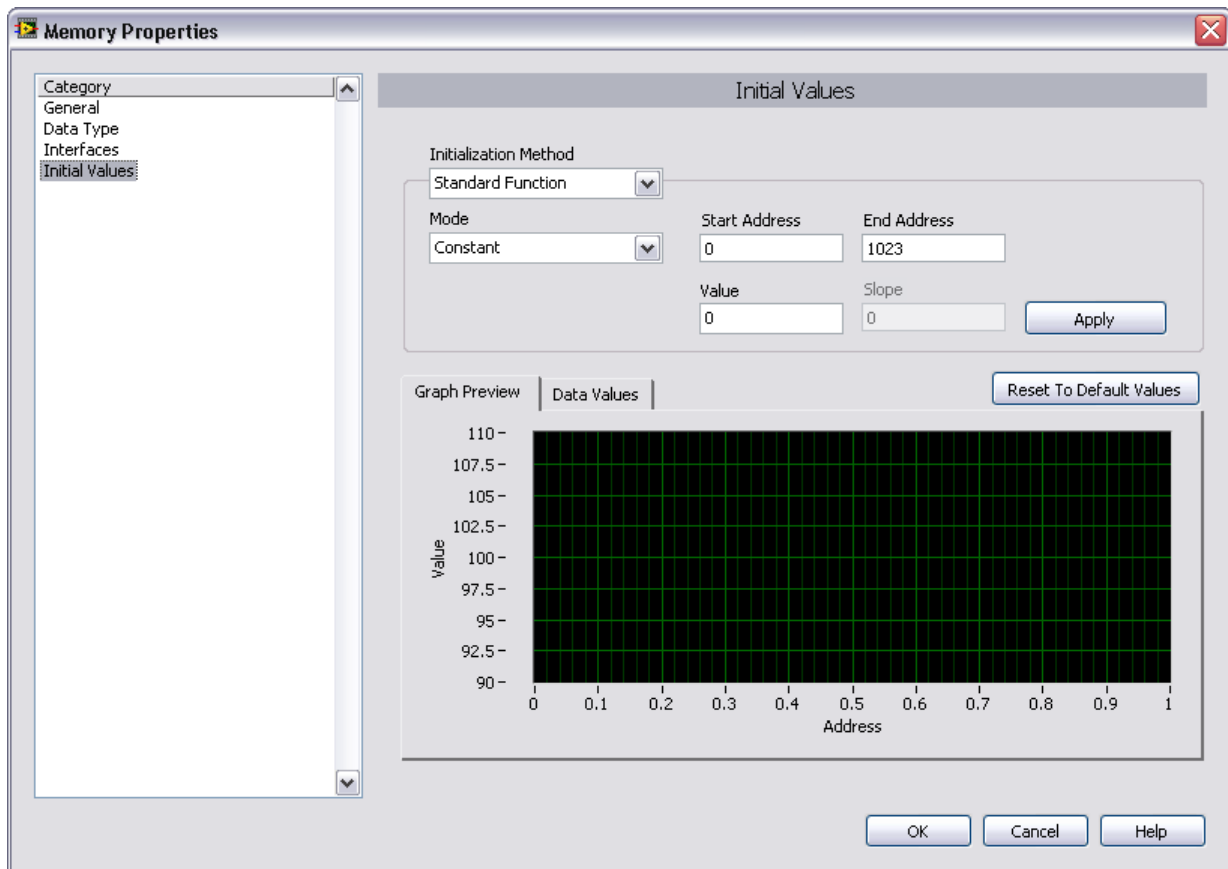 Memory Properties
Category
General
Data Type
Interfaces
Initial Values
Initial Values
Initialization Method
Standard Function
Mode
Start Address
End Address
Constant
0
1023
Value
Slope
0
0
Apply
Graph Preview
Data Values
Reset To Default Values
110
107.5
105
102.5
100
97.5
95
92.5
90
Value
0 0.1 0.2 0.3 0.4 0.5 0.6 0.7 0.8 0.9 1
Address
OK
Cancel
Help